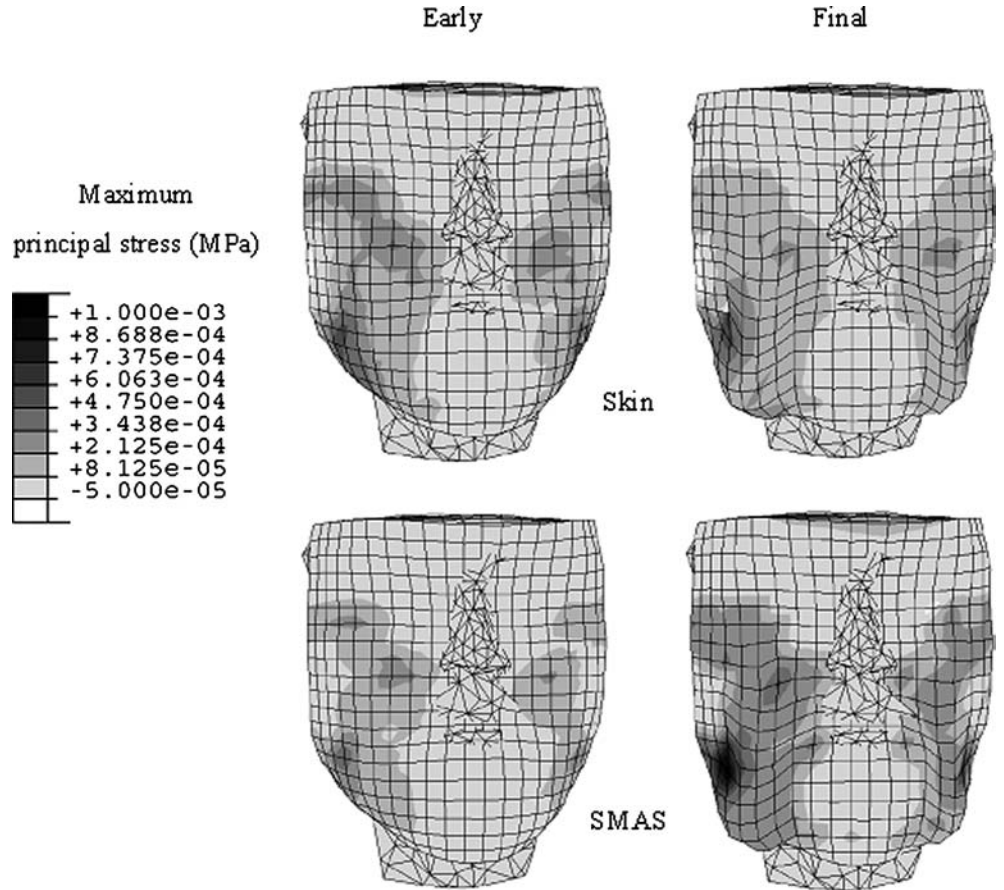 Early
Final
Maximum
principal stress (MPa)
+1.000e-03
+8.688e-04
+7.375e-04
+6.063e-04
+4.750e-04
+3.438e-04
+2.125e-04
+8.125e-05
-5.000e-05
Skin
SMAS